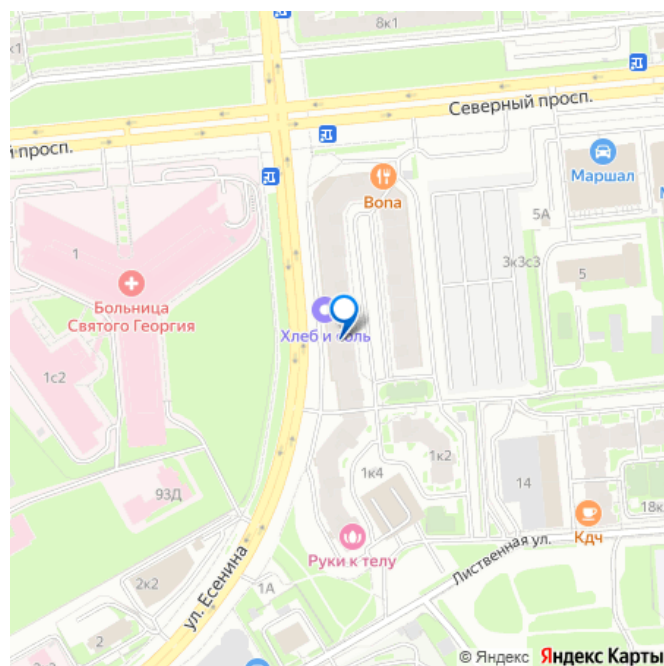 8к1
к1
Северный просп.
й просп.
Маршал
Вопа
5А
1
3к3с3
5
Больница
Святого Георгия
Хлеб и соль
1с2
1к2
1к4
14
93Д
18к
Кдч
Руки к телу
Лиственная ул.
ул. Есенина
2к2
1А
2
© Яндекс Яндекс Карты